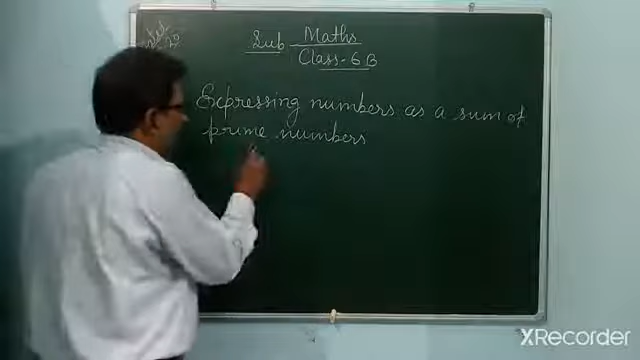 Sub Maths
Class-6 B
Expressing numbers as a sum of
prime numbers
XRecorder